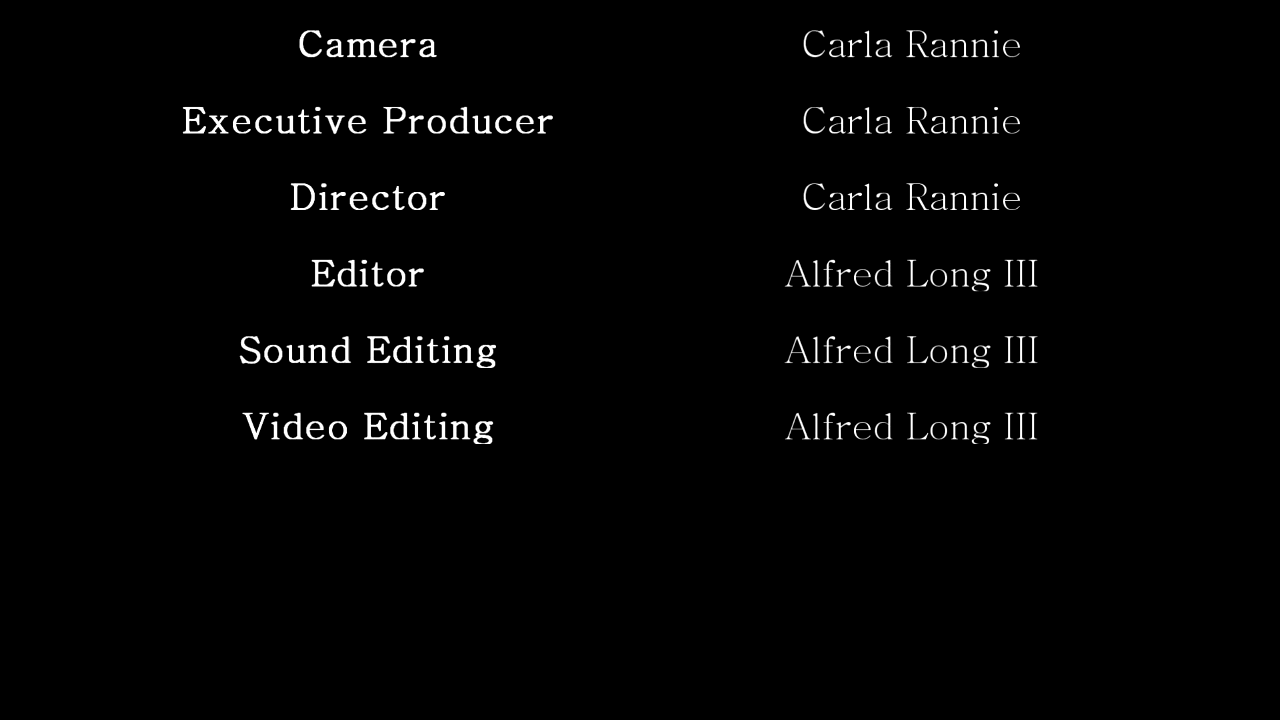 Camera Carla Rannie
Executive Producer Carla Rannie
Director Carla Rannie
Editor Alfred Long III
Sound Editing Alfred Long III
Video Editing Alfred Long III